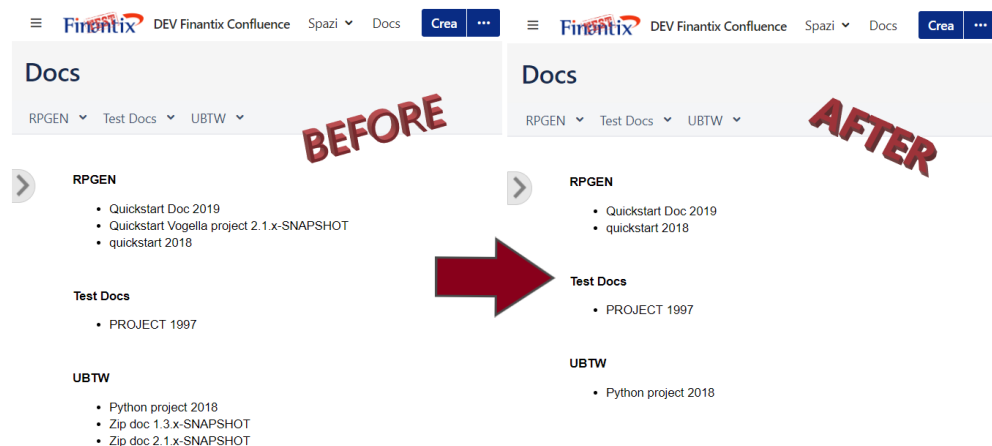 Finantix DEV Finantix Confluence Spazi Docs Crea ...
Docs
RPGEN Test Docs UBTW
BEFORE
RPGEN
• Quickstart Doc 2019
• Quickstart Vogella project 2.1.x-SNAPSHOT
• quickstart 2018
Test Docs
• PROJECT 1997
UBTW
• Python project 2018
• Zip doc 1.3.x-SNAPSHOT
• Zip doc 2.1.x-SNAPSHOT
Finantix DEV Finantix Confluence Spazi Docs Crea ...
Docs
RPGEN Test Docs UBTW
AFTER
RPGEN
• Quickstart Doc 2019
• quickstart 2018
Test Docs
• PROJECT 1997
UBTW
• Python project 2018